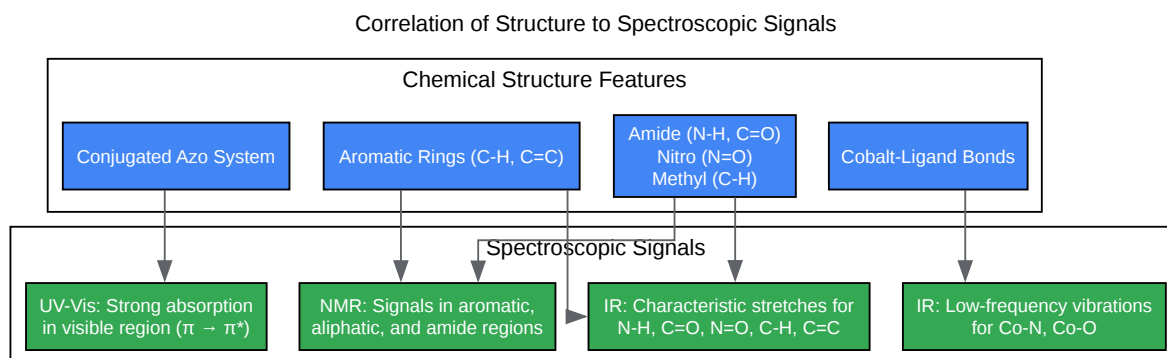 Correlation of Structure to Spectroscopic Signals
Chemical Structure Features
Conjugated Azo System
Aromatic Rings (C-H, C=C)
Amide (N-H, C=O)
Nitro (N=O)
Methyl (C-H)
Cobalt-Ligand Bonds
Spectroscopic Signals
UV-Vis: Strong absorption
in visible region (π → π*)
NMR: Signals in aromatic,
aliphatic, and amide regions
IR: Characteristic stretches for
N-H, C=O, N=O, C-H, C=C
IR: Low-frequency vibrations
for Co-N, Co-O